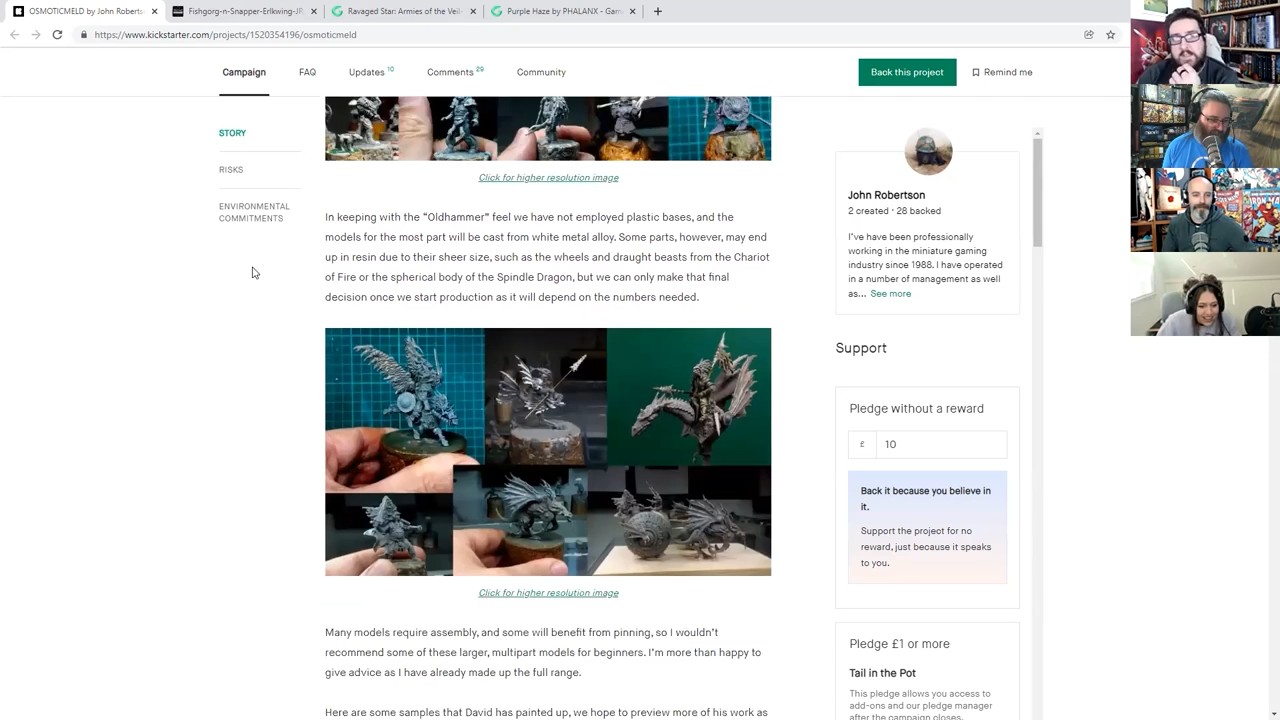 OSMOTICMELD by John Roberts
Fishgorg-n-Snapper-Erlkwing-JR
Ravaged Star: Armies of the Veil-
Purple Haze by PHALANX - Gam
https://www.kickstarter.com/projects/1520354196/osmoticmeld
Campaign
FAQ
Updates 10
Comments 29
Community
Back this project
Remind me
STORY
RISKS
ENVIRONMENTAL
COMMITMENTS
Click for higher resolution image
In keeping with the “Oldhammer” feel we have not employed plastic bases, and the
models for the most part will be cast from white metal alloy. Some parts, however, may end
up in resin due to their sheer size, such as the wheels and draught beasts from the Chariot
of Fire or the spherical body of the Spindle Dragon, but we can only make that final
decision once we start production as it will depend on the numbers needed.
Click for higher resolution image
Many models require assembly, and some will benefit from pinning, so I wouldn’t
recommend some of these larger, multipart models for beginners. I’m more than happy to
give advice as I have already made up the full range.
Here are some samples that David has painted up, we hope to preview more of his work as
John Robertson
2 created · 28 backed
I’ve have been professionally
working in the miniature gaming
industry since 1988. I have operated
in a number of management as well
as... See more
Support
Pledge without a reward
£ 10
Back it because you believe in
it.
Support the project for no
reward, just because it speaks
to you.
Pledge £1 or more
Tail in the Pot
This pledge allows you access to
add-ons and our pledge manager
after the campaign closes.